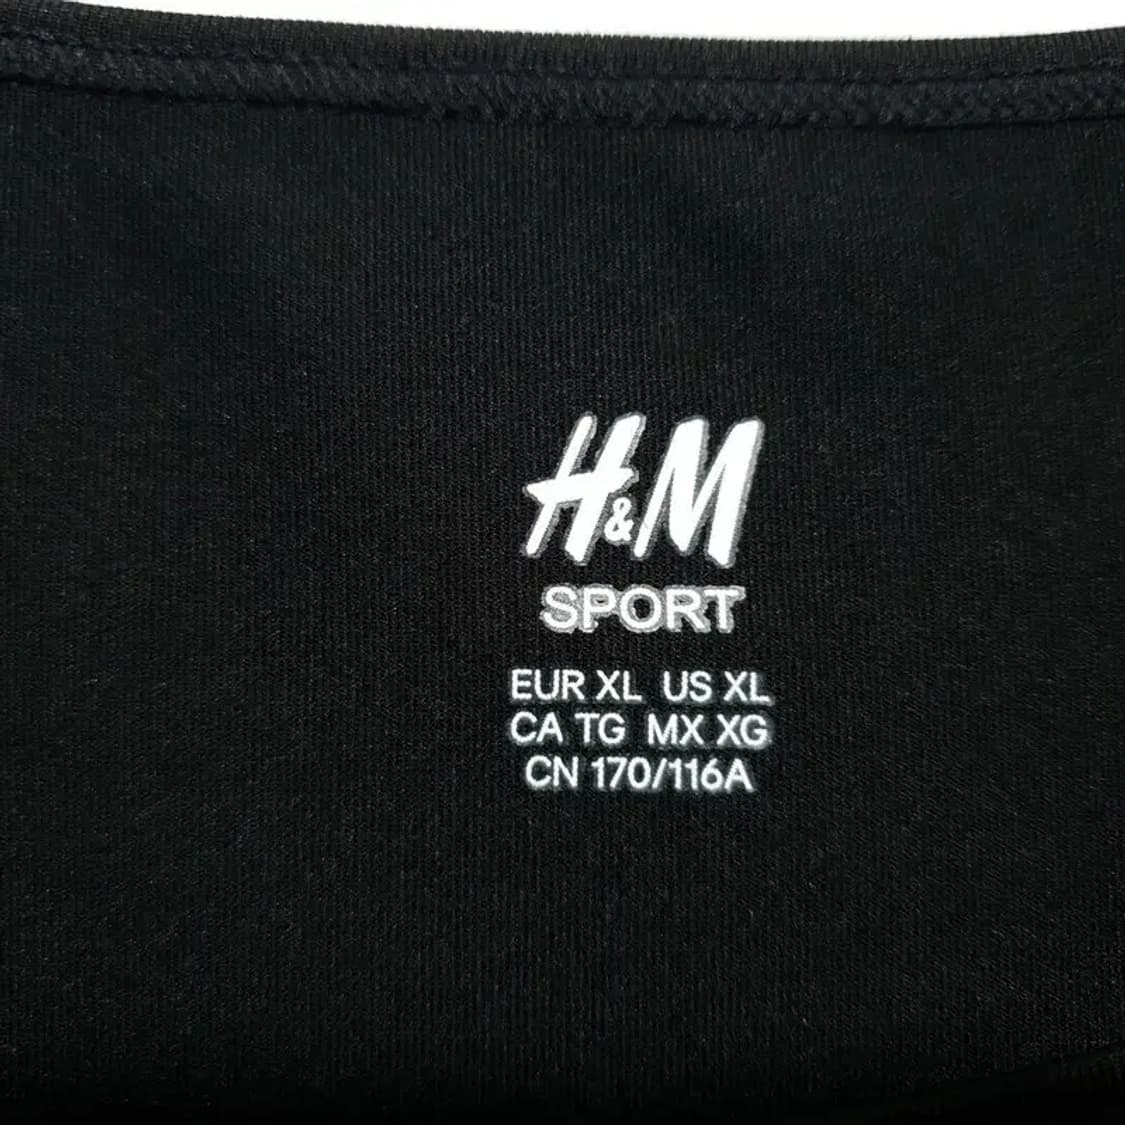 H&M
SPORT
EUR XL US XL
CA TG MX XG
CN 170/116A